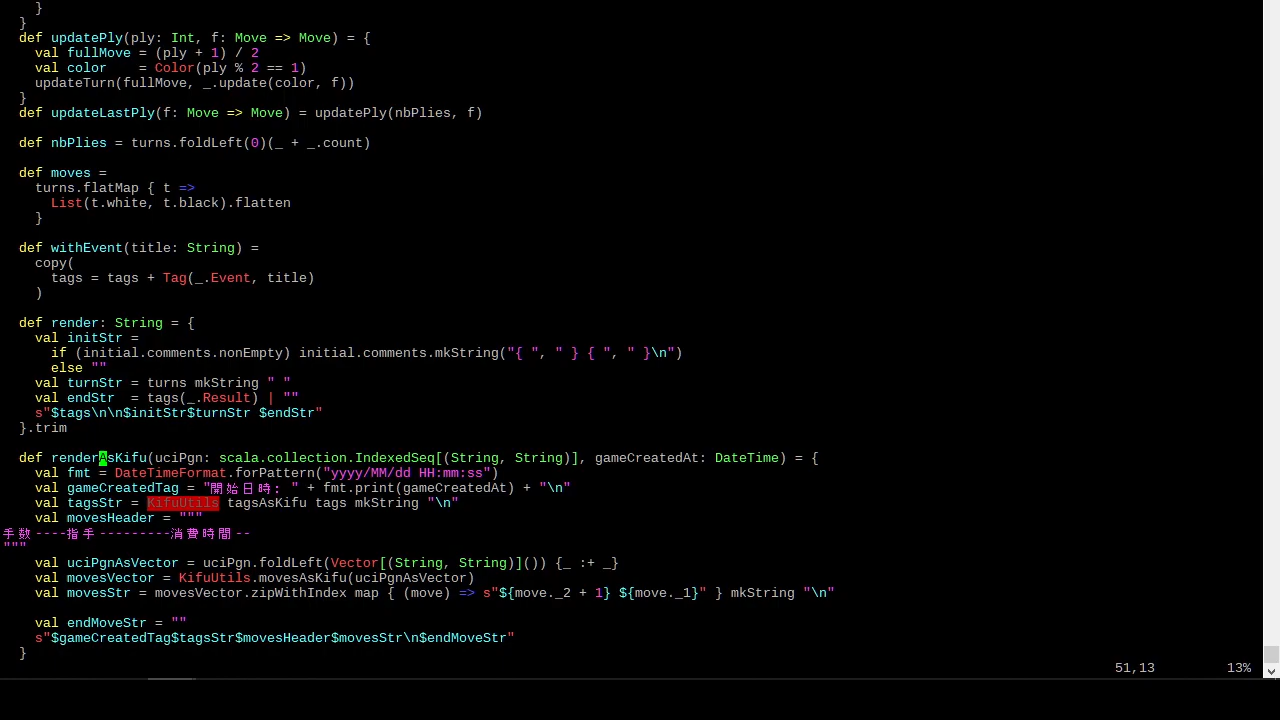 }
  }
  def updatePly(ply: Int, f: Move => Move) = {
    val fullMove = (ply + 1) / 2
    val color    = Color(ply % 2 == 1)
    updateTurn(fullMove, _.update(color, f))
  }
  def updateLastPly(f: Move => Move) = updatePly(nbPlies, f)

  def nbPlies = turns.foldLeft(0)(_ + _.count)

  def moves =
    turns.flatMap { t =>
      List(t.white, t.black).flatten
    }

  def withEvent(title: String) =
    copy(
      tags = tags + Tag(_.Event, title)
    )

  def render: String = {
    val initStr =
      if (initial.comments.nonEmpty) initial.comments.mkString("{ ", " } { ", " }\n")
      else ""
    val turnStr = turns mkString " "
    val endStr  = tags(_.Result) | ""
    s"$tags\n\n$initStr$turnStr $endStr"
  }.trim

  def renderAsKifu(uciPgn: scala.collection.IndexedSeq[(String, String)], gameCreatedAt: DateTime) = {
    val fmt = DateTimeFormat.forPattern("yyyy/MM/dd HH:mm:ss")
    val gameCreatedTag = "開始日時: " + fmt.print(gameCreatedAt) + "\n"
    val tagsStr = KifuUtils tagsAsKifu tags mkString "\n"
    val movesHeader = """
手数----指手---------消費時間--
"""
    val uciPgnAsVector = uciPgn.foldLeft(Vector[(String, String)]()) {_ :+ _}
    val movesVector = KifuUtils.movesAsKifu(uciPgnAsVector)
    val movesStr = movesVector.zipWithIndex map { (move) => s"${move._2 + 1} ${move._1}" } mkString "\n"

    val endMoveStr = ""
    s"$gameCreatedTag$tagsStr$movesHeader$movesStr\n$endMoveStr"
  }
51,13         13%